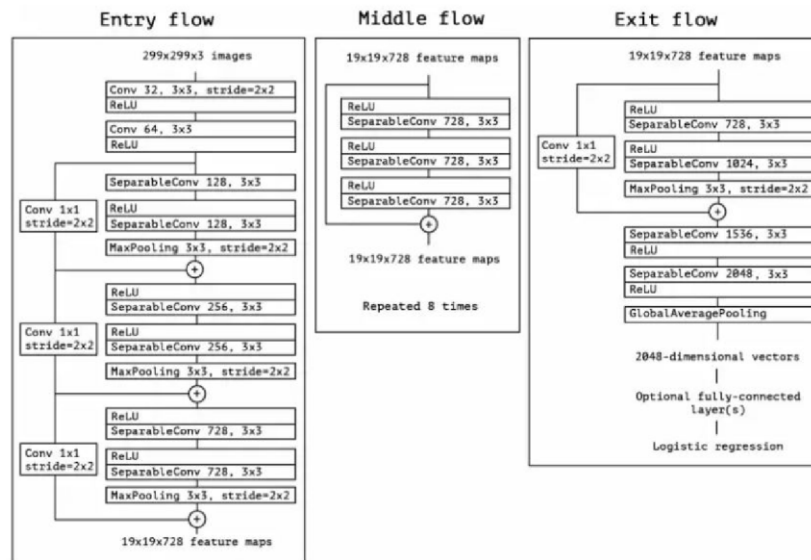 Entry flow
299x299x3 images
Conv 32, 3x3, stride=2x2
ReLU
Conv 64, 3x3
ReLU
SeparableConv 128, 3x3
Conv 1x1
stride=2x2
ReLU
SeparableConv 128, 3x3
MaxPooling 3x3, stride=2x2
+
ReLU
SeparableConv 256, 3x3
Conv 1x1
stride=2x2
ReLU
SeparableConv 256, 3x3
MaxPooling 3x3, stride=2x2
+
ReLU
SeparableConv 728, 3x3
Conv 1x1
stride=2x2
ReLU
SeparableConv 728, 3x3
MaxPooling 3x3, stride=2x2
+
19x19x728 feature maps
Middle flow
19x19x728 feature maps
ReLU
SeparableConv 728, 3x3
ReLU
SeparableConv 728, 3x3
ReLU
SeparableConv 728, 3x3
+
19x19x728 feature maps
Repeated 8 times
Exit flow
19x19x728 feature maps
ReLU
SeparableConv 728, 3x3
Conv 1x1
stride=2x2
ReLU
SeparableConv 1024, 3x3
MaxPooling 3x3, stride=2x2
+
SeparableConv 1536, 3x3
ReLU
SeparableConv 2048, 3x3
ReLU
GlobalAveragePooling
2048-dimensional vectors
Optional fully-connected
layer(s)
Logistic regression